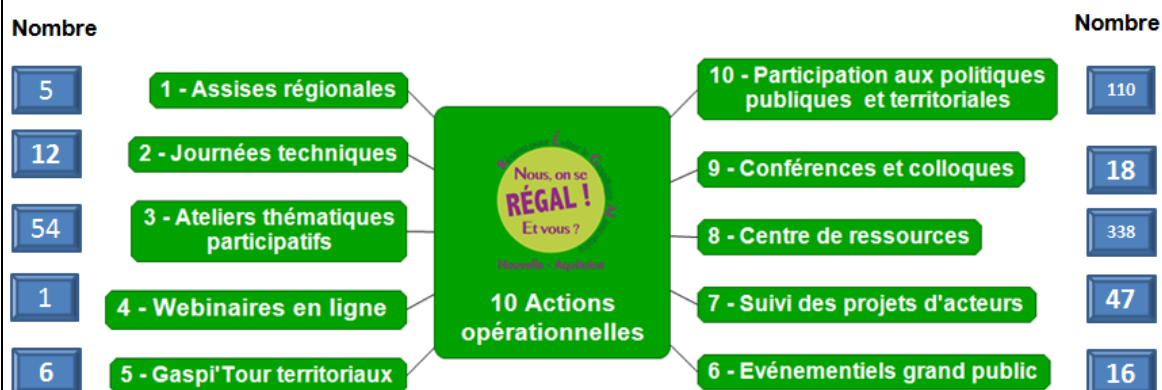 Nombre
Nombre
5
1 - Assises régionales
12
2 - Journées techniques
54
3 - Ateliers thématiques
participatifs
1
4 - Webinaires en ligne
6
5 - Gaspi'Tour territoriaux
Nous, on se
RÉGAL !
Et vous ?
Nouvelle - Aquitaine
10 Actions
opérationnelles
10 - Participation aux politiques
publiques et territoriales
110
9 - Conférences et colloques
18
8 - Centre de ressources
338
7 - Suivi des projets d'acteurs
47
6 - Evénementiels grand public
16